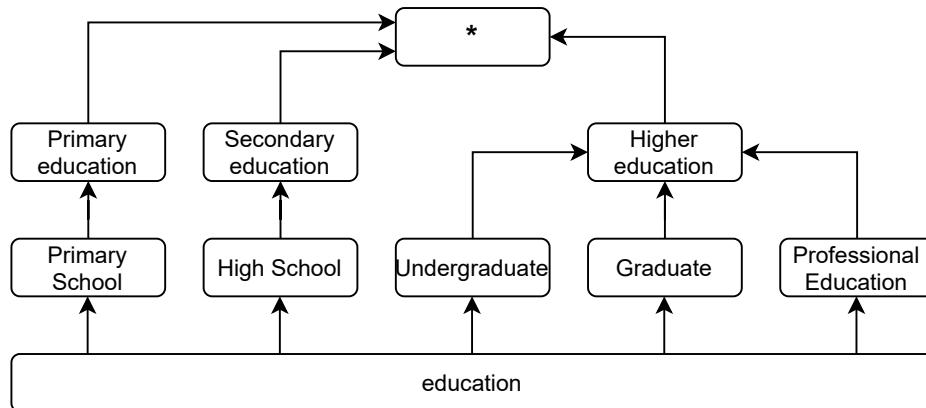 *
Primary
education
Secondary
education
Higher
education
Primary
School
High School
Undergraduate
Graduate
Professional
Education
education